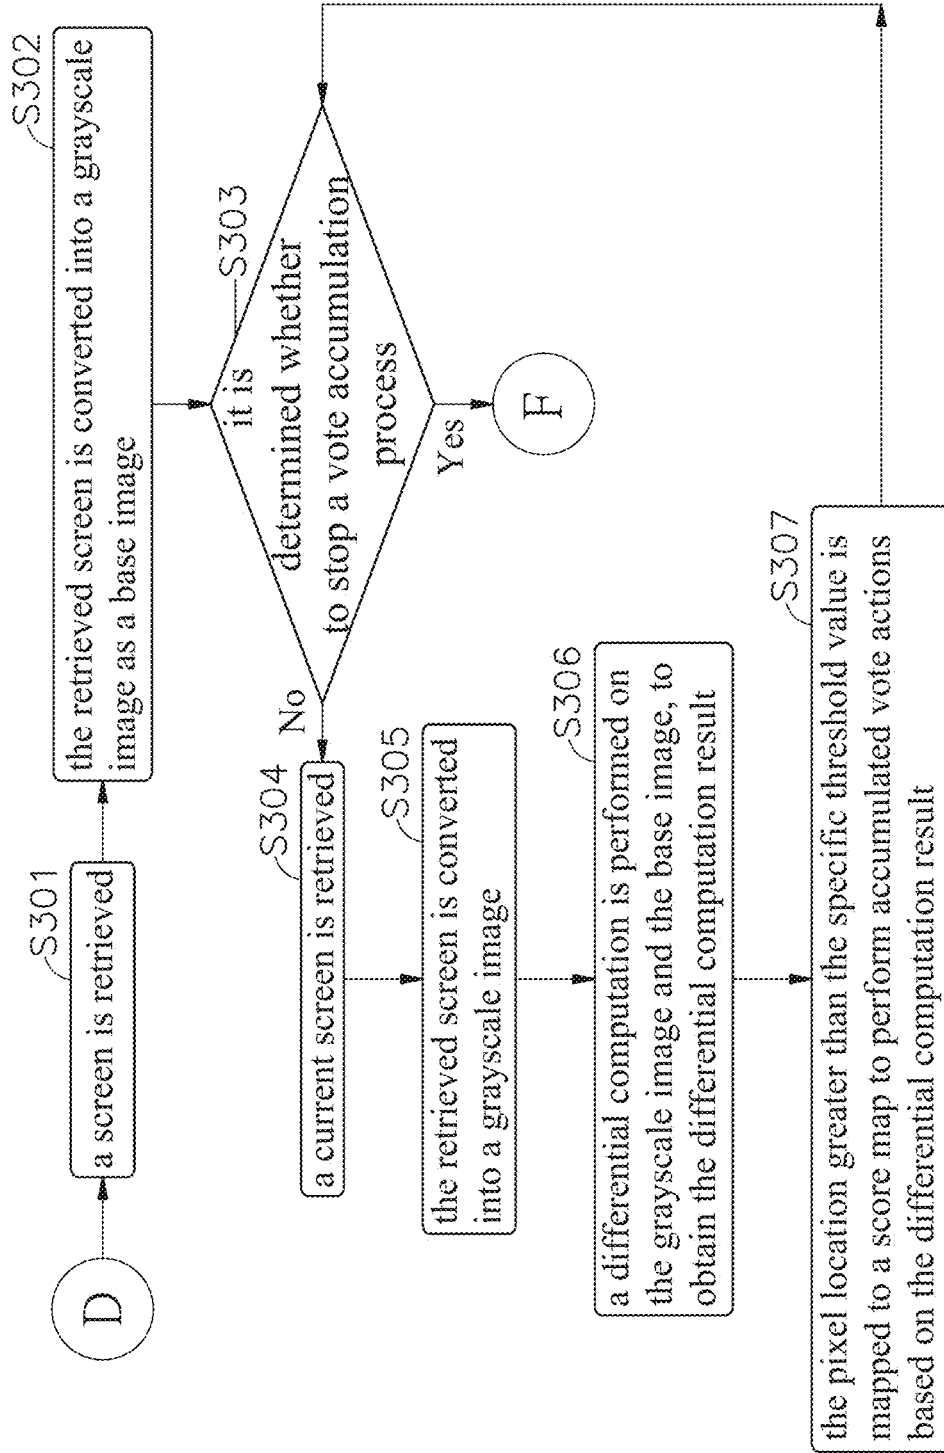 D
S301
a screen is retrieved
S302
the retrieved screen is converted into a grayscale
image as a base image
S303
it is
determined whether
to stop a vote accumulation
process
Yes
F
No
S304
a current screen is retrieved
S305
the retrieved screen is converted
into a grayscale image
S306
a differential computation is performed on
the grayscale image and the base image, to
obtain the differential computation result
S307
the pixel location greater than the specific threshold value is
mapped to a score map to perform accumulated vote actions
based on the differential computation result